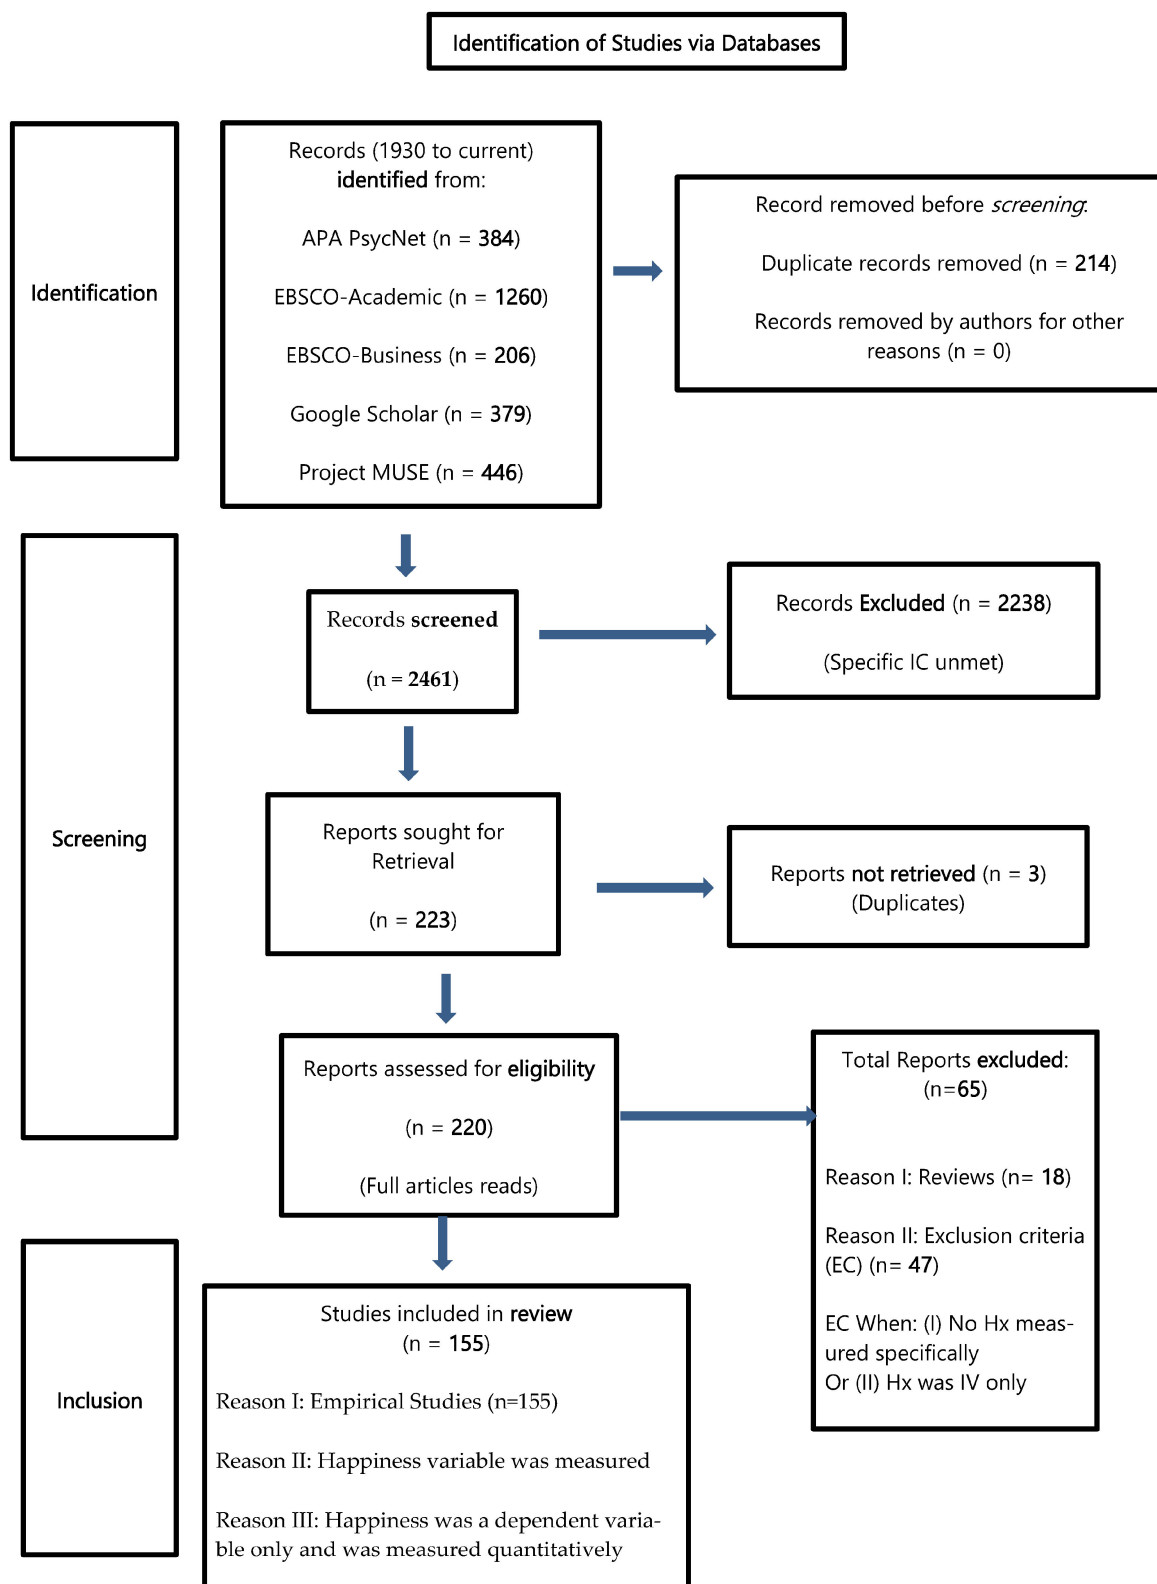 Identification of Studies via Databases
Identification
Records (1930 to current)
identified from:
APA PsycNet (n = 384)
EBSCO-Academic (n = 1260)
EBSCO-Business (n = 206)
Google Scholar (n = 379)
Project MUSE (n = 446)
Record removed before screening:
Duplicate records removed (n = 214)
Records removed by authors for other
reasons (n = 0)
Screening
Records screened
(n = 2461)
Records Excluded (n = 2238)
(Specific IC unmet)
Reports sought for
Retrieval
(n = 223)
Reports not retrieved (n = 3)
(Duplicates)
Reports assessed for eligibility
(n = 220)
(Full articles reads)
Total Reports excluded:
(n=65)
Reason I: Reviews (n= 18)
Reason II: Exclusion criteria
(EC) (n= 47)
EC When: (I) No Hx meas-
ured specifically
Or (II) Hx was IV only
Inclusion
Studies included in review
(n = 155)
Reason I: Empirical Studies (n=155)
Reason II: Happiness variable was measured
Reason III: Happiness was a dependent varia-
ble only and was measured quantitatively